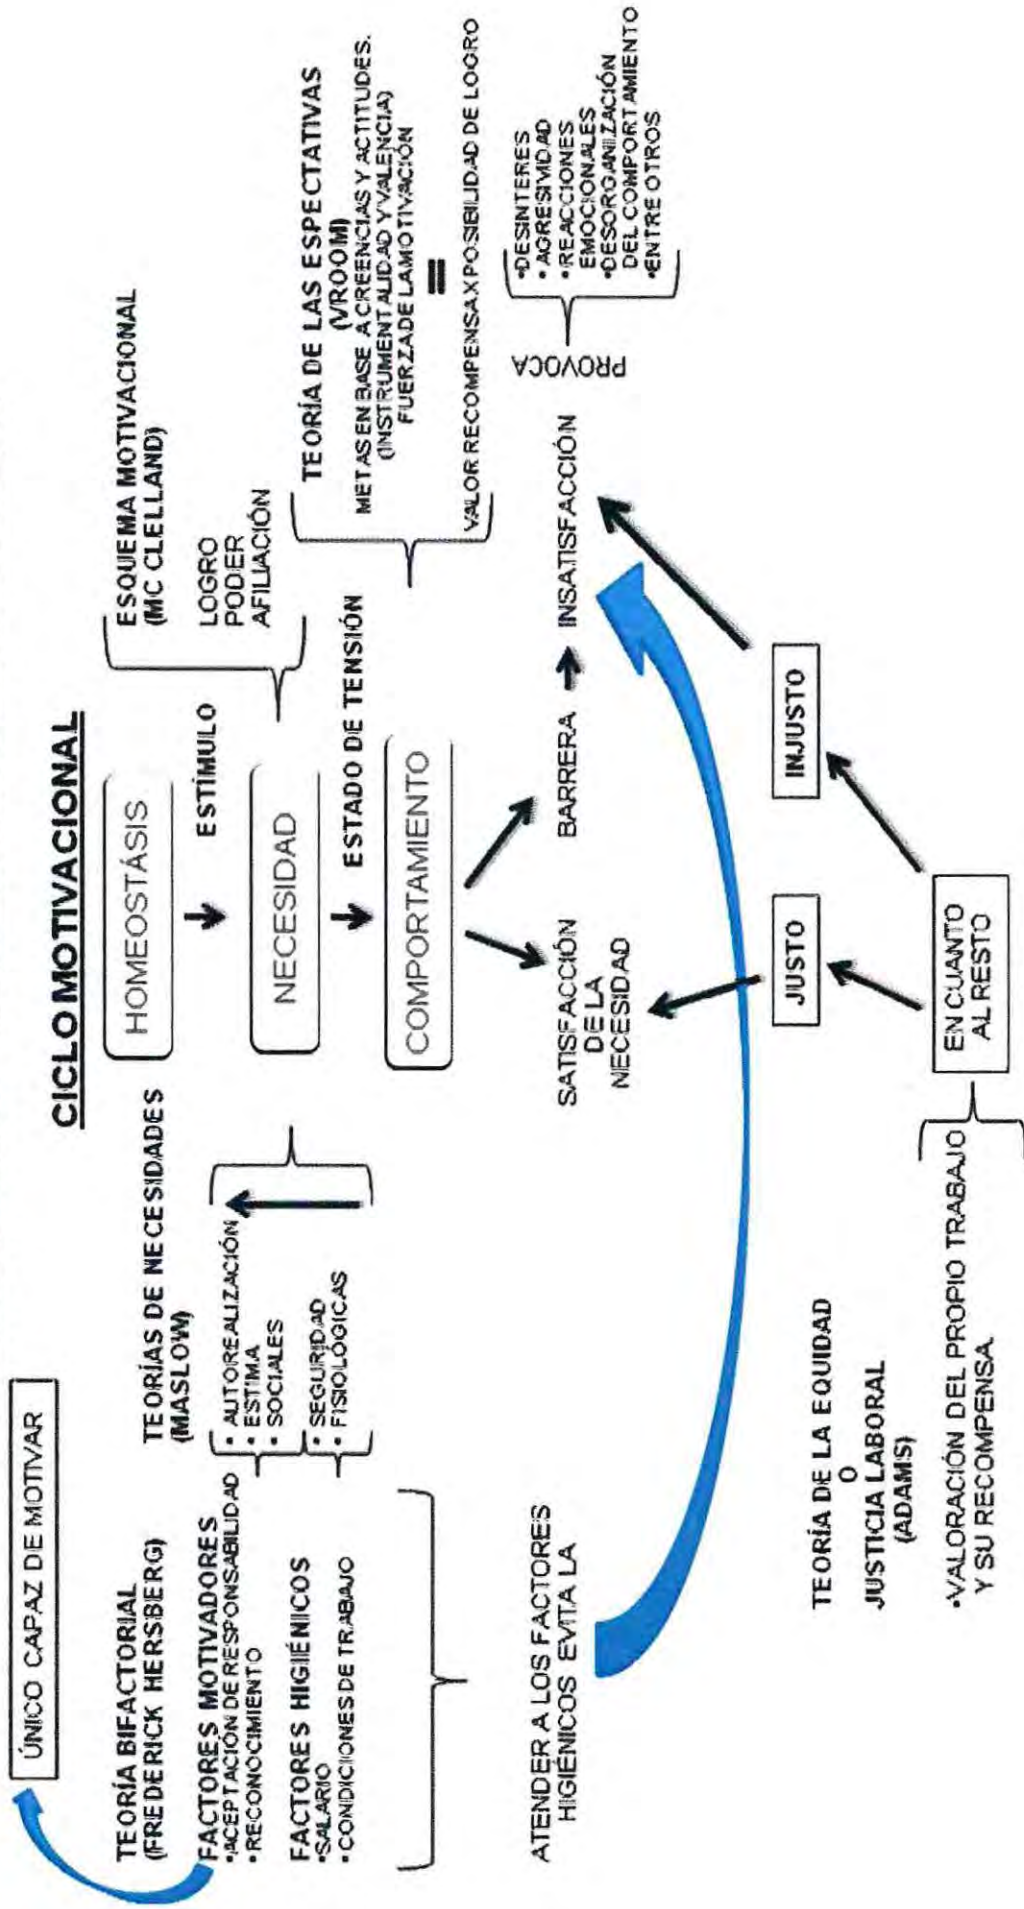 CICLO MOTIVACIONAL
ÚNICO CAPAZ DE MOTIVAR
TEORÍA BIFACTORIAL
(FREDERICK HERSBERG)
FACTORES MOTIVADORES
•ACEPTACIÓN DE RESPONSABILIDAD
•RECONOCIMIENTO
FACTORES HIGIÉNICOS
•SALARIO
•CONDICIONES DE TRABAJO
ATENDER A LOS FACTORES
HIGIÉNICOS EVITA LA
TEORÍAS DE NECESIDADES
(MASLOW)
• AUTOREALIZACIÓN
• ESTIMA
• SOCIALES
• SEGURIDAD
• FISIOLÓGICAS
HOMEOSTÁSIS
ESTÍMULO
NECESIDAD
ESTADO DE TENSIÓN
COMPORTAMIENTO
SATISFACCIÓN
DE LA
NECESIDAD
BARRERA
INSATISFACCIÓN
ESQUEMA MOTIVACIONAL
(MC CLELLAND)
LOGRO
PODER
AFILIACIÓN
TEORÍA DE LAS ESPECTATIVAS
(VROOM)
METAS EN BASE A CREENCIAS Y ACTITUDES.
(INSTRUMENTALIDAD Y VALENCIA)
FUERZA DE LA MOTIVACIÓN
=
VALOR RECOMPENSA X POSIBILIDAD DE LOGRO
PROVOCA
•DESINTERES
•AGRESIVIDAD
•REACCIONES
EMOCIONALES
•DESORGANIZACIÓN
DEL COMPORTAMIENTO
•ENTRE OTROS
TEORÍA DE LA EQUIDAD
O
JUSTICIA LABORAL
(ADAMS)
•VALORACIÓN DEL PROPIO TRABAJO
Y SU RECOMPENSA
EN CUANTO
AL RESTO
JUSTO
INJUSTO